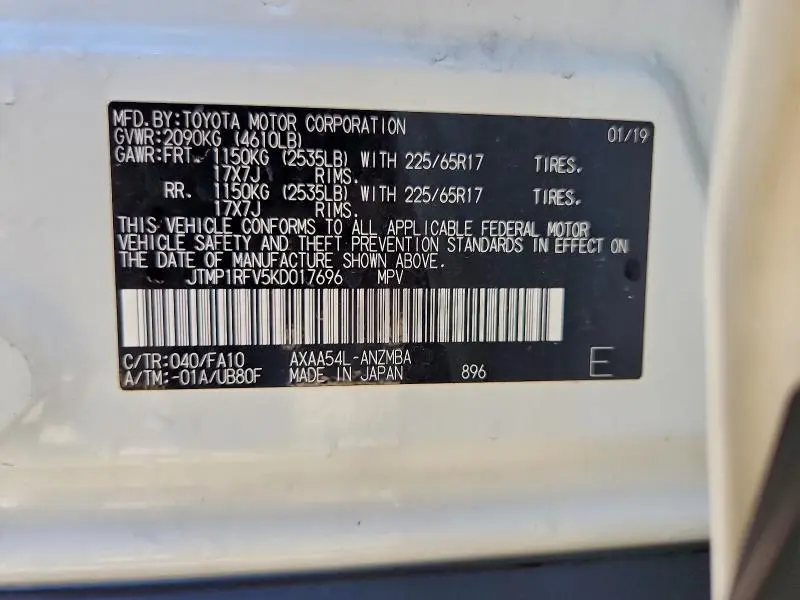 MFD.BY:TOYOTA MOTOR CORPORATION 01/19
GVWR:2090KG (4610LB)
GAWR:FRT. 1150KG (2535LB) WITH 225/65R17 TIRES.
17X7J RIMS.
RR. 1150KG (2535LB) WITH 225/65R17 TIRES.
17X7J RIMS.
THIS VEHICLE CONFORMS TO ALL APPLICABLE FEDERAL MOTOR
VEHICLE SAFETY AND THEFT PREVENTION STANDARDS IN EFFECT ON
THE DATE OF MANUFACTURE SHOWN ABOVE.
JTMP1RFV5KD017696 MPV
C/TR:040/FA10 AXAA54L-ANZMBA
A/TM:-01A/UB80F MADE IN JAPAN 896 E